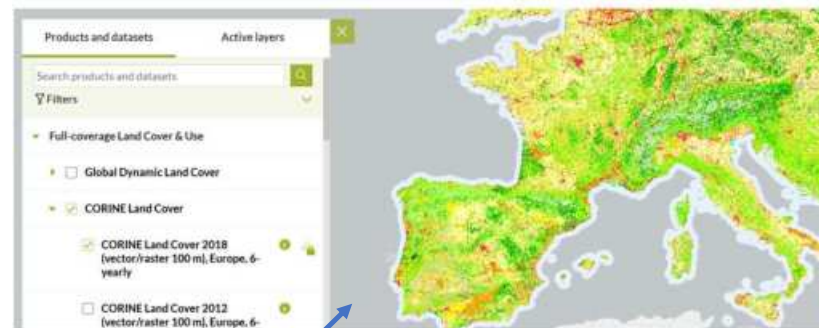 Products and datasets
Active layers
Search products and datasets
Filters
Full-coverage Land Cover & Use
Global Dynamic Land Cover
CORINE Land Cover
CORINE Land Cover 2018
(vector/raster 100 m), Europe, 6-
yearly
CORINE Land Cover 2012
(vector/raster 100 m), Europe, 6-